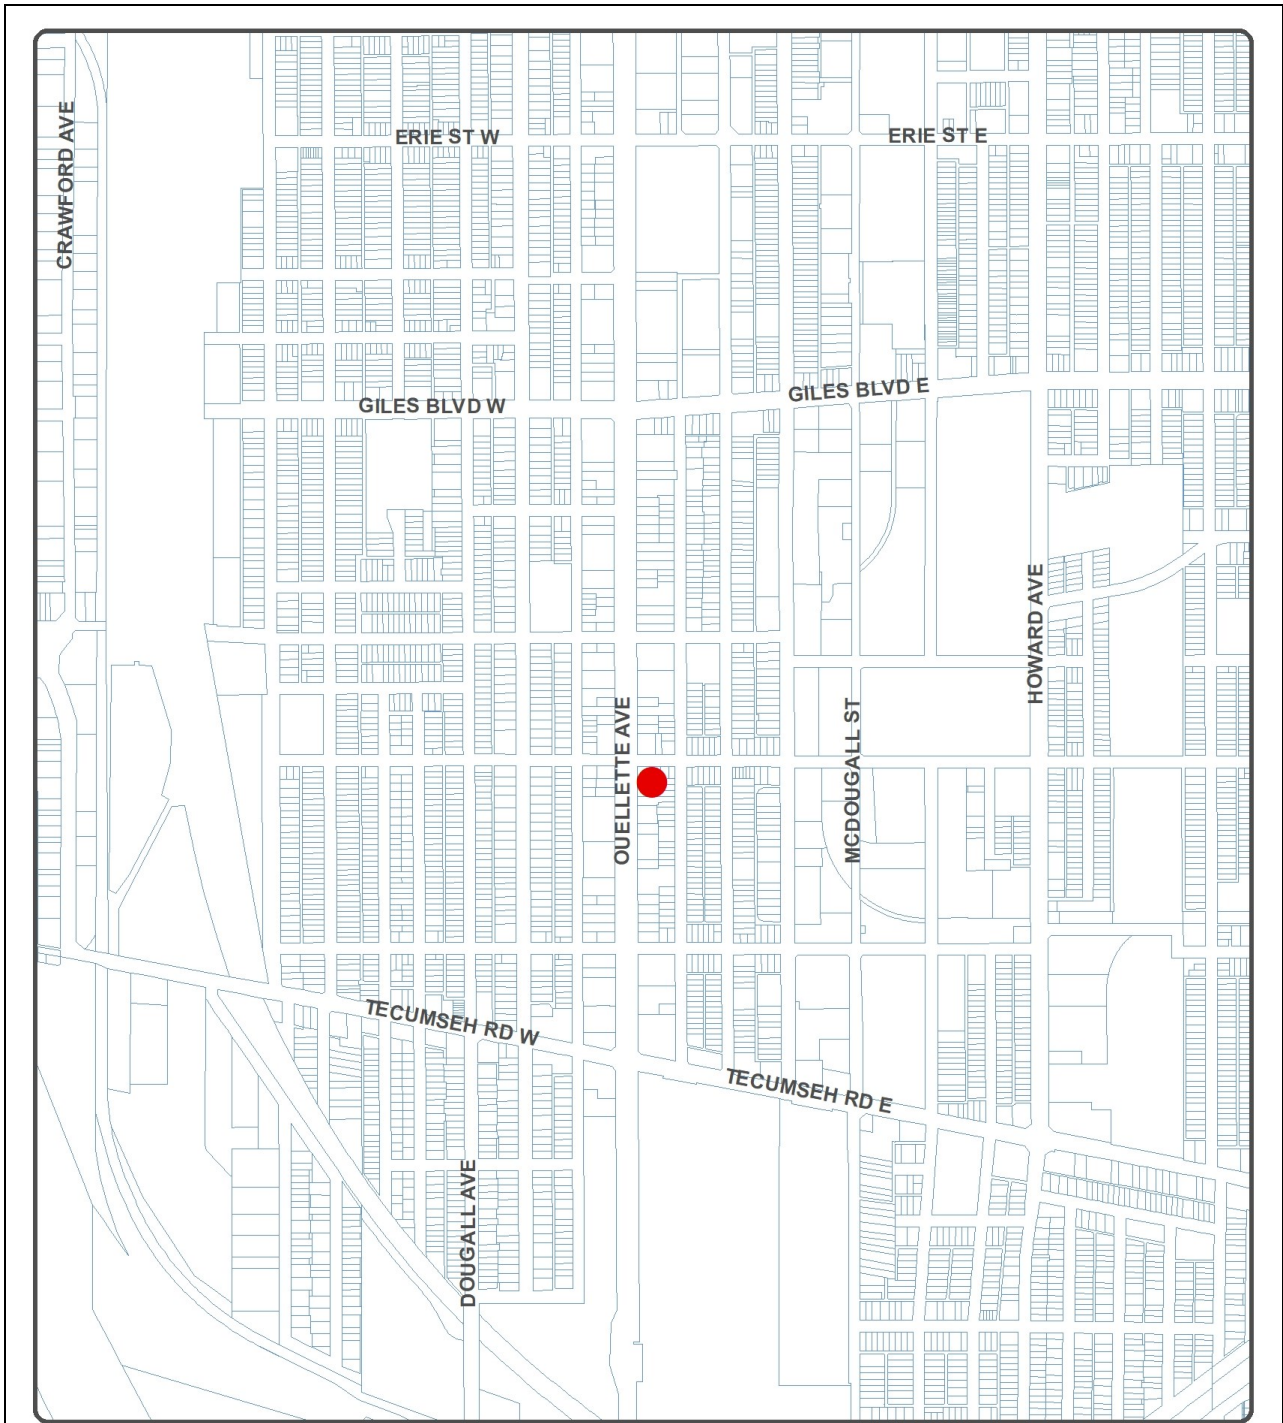 CRAWFORD AVE
ERIE ST W
ERIE ST E
GILES BLVD W
GILES BLVD E
HOWARD AVE
OUELLETTE AVE
MCDOUGALL ST
TECUMSEH RD W
TECUMSEH RD E
DOUGALL AVE